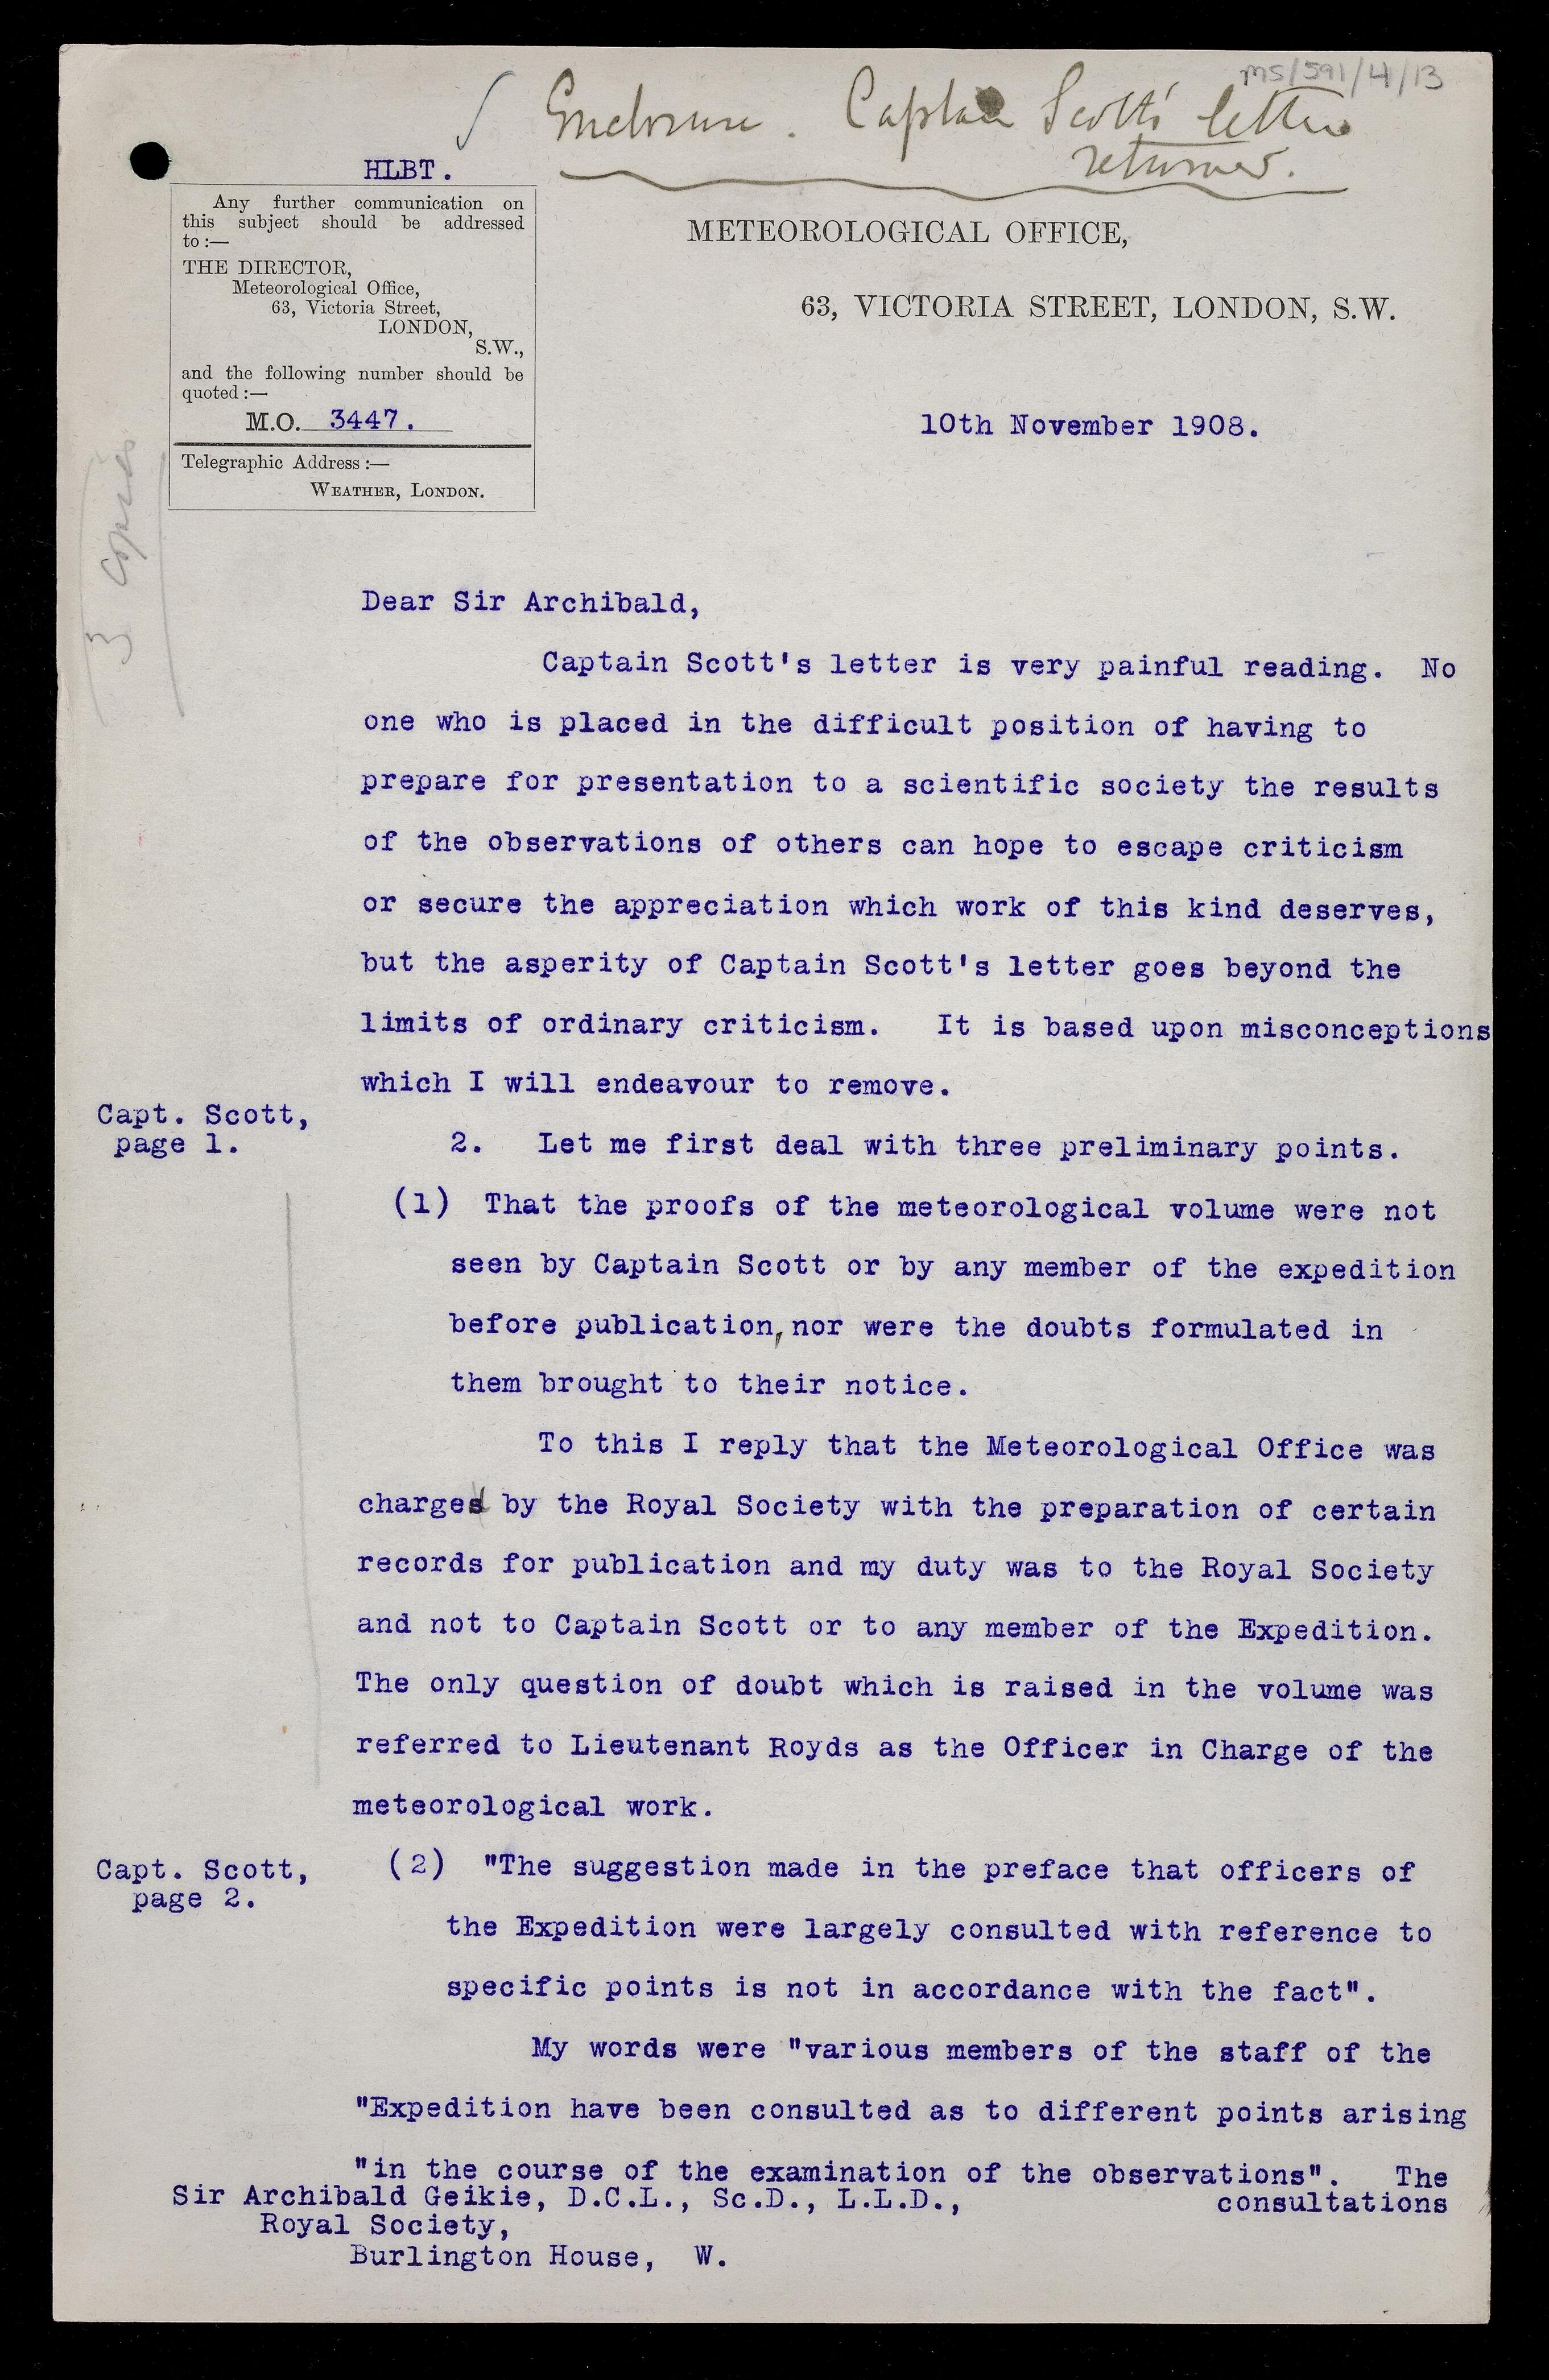 MS/591/4/13
Enclosure. Captain Scott's letter
returned.
HLBT.
Any further communication on
this subject should be addressed
to :—
THE DIRECTOR,
Meteorological Office,
63, Victoria Street,
LONDON,
S.W.,
and the following number should be
quoted :—
M.O. 3447.
Telegraphic Address :—
WEATHER, LONDON.
METEOROLOGICAL OFFICE,
63, VICTORIA STREET, LONDON, S.W.
10th November 1908.
3 copies
Dear Sir Archibald,
Captain Scott's letter is very painful reading. No
one who is placed in the difficult position of having to
prepare for presentation to a scientific society the results
of the observations of others can hope to escape criticism
or secure the appreciation which work of this kind deserves,
but the asperity of Captain Scott's letter goes beyond the
limits of ordinary criticism. It is based upon misconceptions
which I will endeavour to remove.
Capt. Scott,
page 1.
2. Let me first deal with three preliminary points.
(1) That the proofs of the meteorological volume were not
seen by Captain Scott or by any member of the expedition
before publication, nor were the doubts formulated in
them brought to their notice.
To this I reply that the Meteorological Office was
charged by the Royal Society with the preparation of certain
records for publication and my duty was to the Royal Society
and not to Captain Scott or to any member of the Expedition.
The only question of doubt which is raised in the volume was
referred to Lieutenant Royds as the Officer in Charge of the
meteorological work.
Capt. Scott,
page 2.
(2) "The suggestion made in the preface that officers of
the Expedition were largely consulted with reference to
specific points is not in accordance with the fact".
My words were "various members of the staff of the
"Expedition have been consulted as to different points arising
"in the course of the examination of the observations". The
consultations
Sir Archibald Geikie, D.C.L., Sc.D., L.L.D.,
Royal Society,
Burlington House, W.